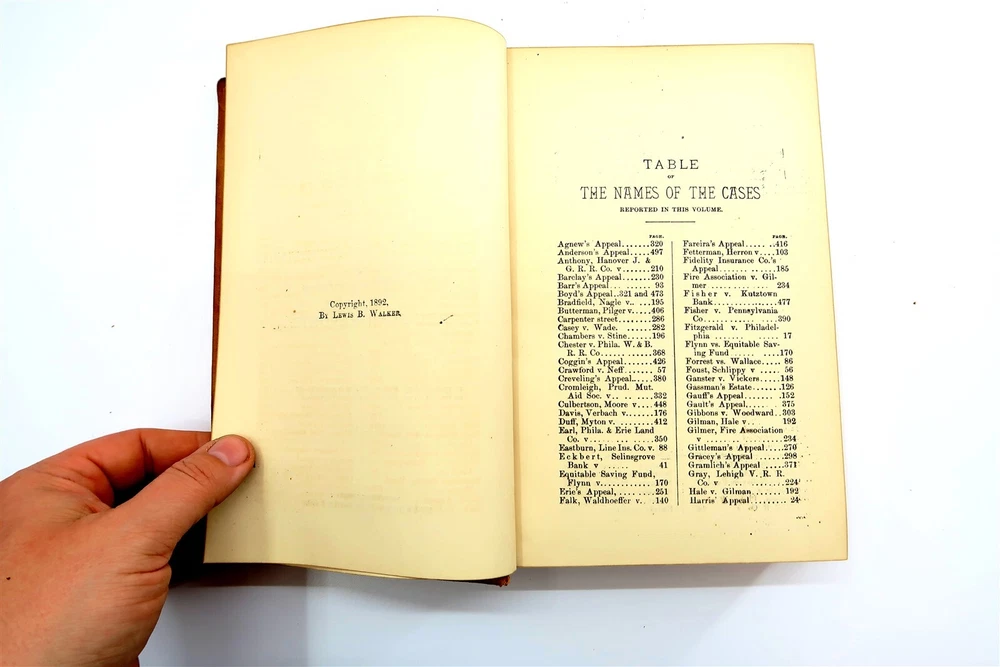 Copyright, 1892,
By Lewis B. Walker.
TABLE
OF
THE NAMES OF THE CASES
REPORTED IN THIS VOLUME.
PAGE.
Agnew's Appeal.......320
Anderson's Appeal.....497
Anthony, Hanover J. &
G. R. R. Co. v.......210
Barclay's Appeal.......230
Barr's Appeal... ...... 93
Boyd's Appeal..321 and 473
Bradfield, Nagle v.. ...195
Butterman, Pilger v.....406
Carpenter street........286
Casey v. Wade. ......282
Chambers v. Stine......196
Chester v. Phila. W. & B.
R. R. Co............368
Coggin's Appeal.......426
Crawford v. Neff...... 57
Creveling's Appeal.....380
Cromleigh, Prud. Mut.
Aid Soc. v.. .. ....332
Culbertson, Moore v....448
Davis, Verbach v.......176
Duff, Myton v. ........412
Earl, Phila. & Erie Land
Co. v..... ... .....350
Eastburn, Line Ins. Co. v. 88
Eckbert, Selinsgrove
Bank v ..... 41
Equitable Saving Fund,
Flynn v............170
Erie's Appeal, ........251
Falk, Waldhoeffer v. ...140
PAGE.
Fareira's Appeal..... ..416
Fetterman, Herron v....103
Fidelity Insurance Co.'s
Appeal....... .. ......185
Fire Association v. Gil-
mer ............. 234
Fisher v. Kutztown
Bank................477
Fisher v. Pennsylvania
Co............ .....390
Fitzgerald v. Philadel-
phia ....... ..... 17
Flynn vs. Equitable Sav-
ing Fund ..... .....170
Forrest vs. Wallace..... 86
Foust, Schlippy v ..... 56
Ganster v. Vickers.....148
Gassman's Estate.......126
Gauff's Appeal........152
Gault's Appeal..... .. 375
Gibbons v. Woodward..303
Gilman, Hale v.. 192
Gilmer, Fire Association
v ........ .........234
Gittleman's Appeal.....270
Gracey's Appeal .......298
Gramlich's Appeal .....371
Gray, Lehigh V. R. R.
Co. v ..............224
Hale v. Gilman....... 192
Harris' Appeal......... 24